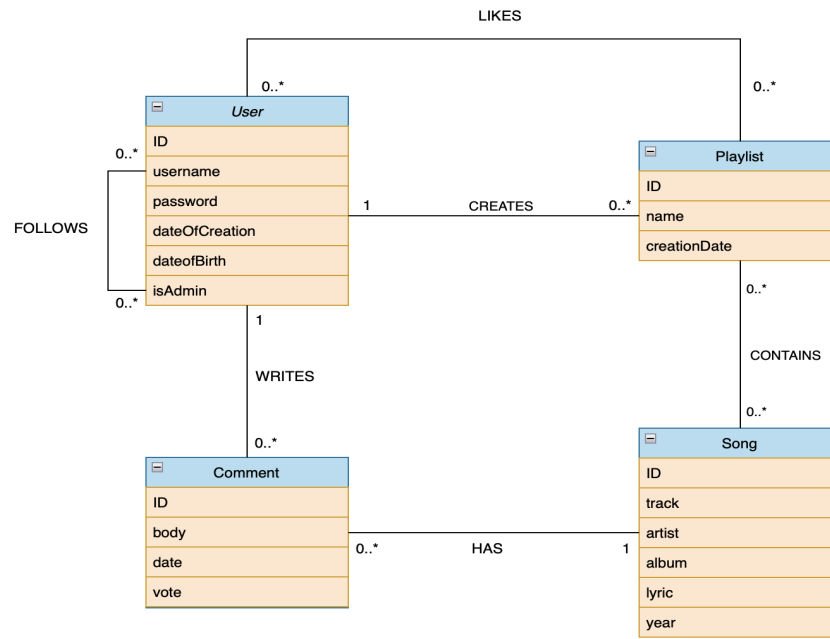 LIKES
0..*
0..*
User
ID
username
password
dateOfCreation
dateofBirth
isAdmin
0..*
FOLLOWS
0..*
1
CREATES
0..*
Playlist
ID
name
creationDate
1
WRITES
0..*
0..*
CONTAINS
0..*
Comment
ID
body
date
vote
0..*
HAS
1
Song
ID
track
artist
album
lyric
year